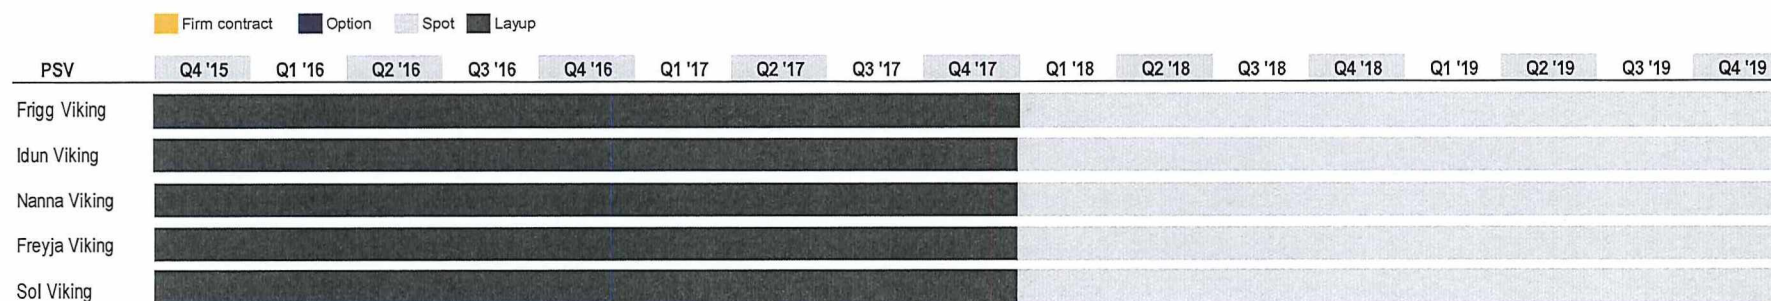 Firm contract Option Spot Layup
PSV Q4 '15 Q1 '16 Q2 '16 Q3 '16 Q4 '16 Q1 '17 Q2 '17 Q3 '17 Q4 '17 Q1 '18 Q2 '18 Q3 '18 Q4 '18 Q1 '19 Q2 '19 Q3 '19 Q4 '19
Frigg Viking
Idun Viking
Nanna Viking
Freyja Viking
Sol Viking